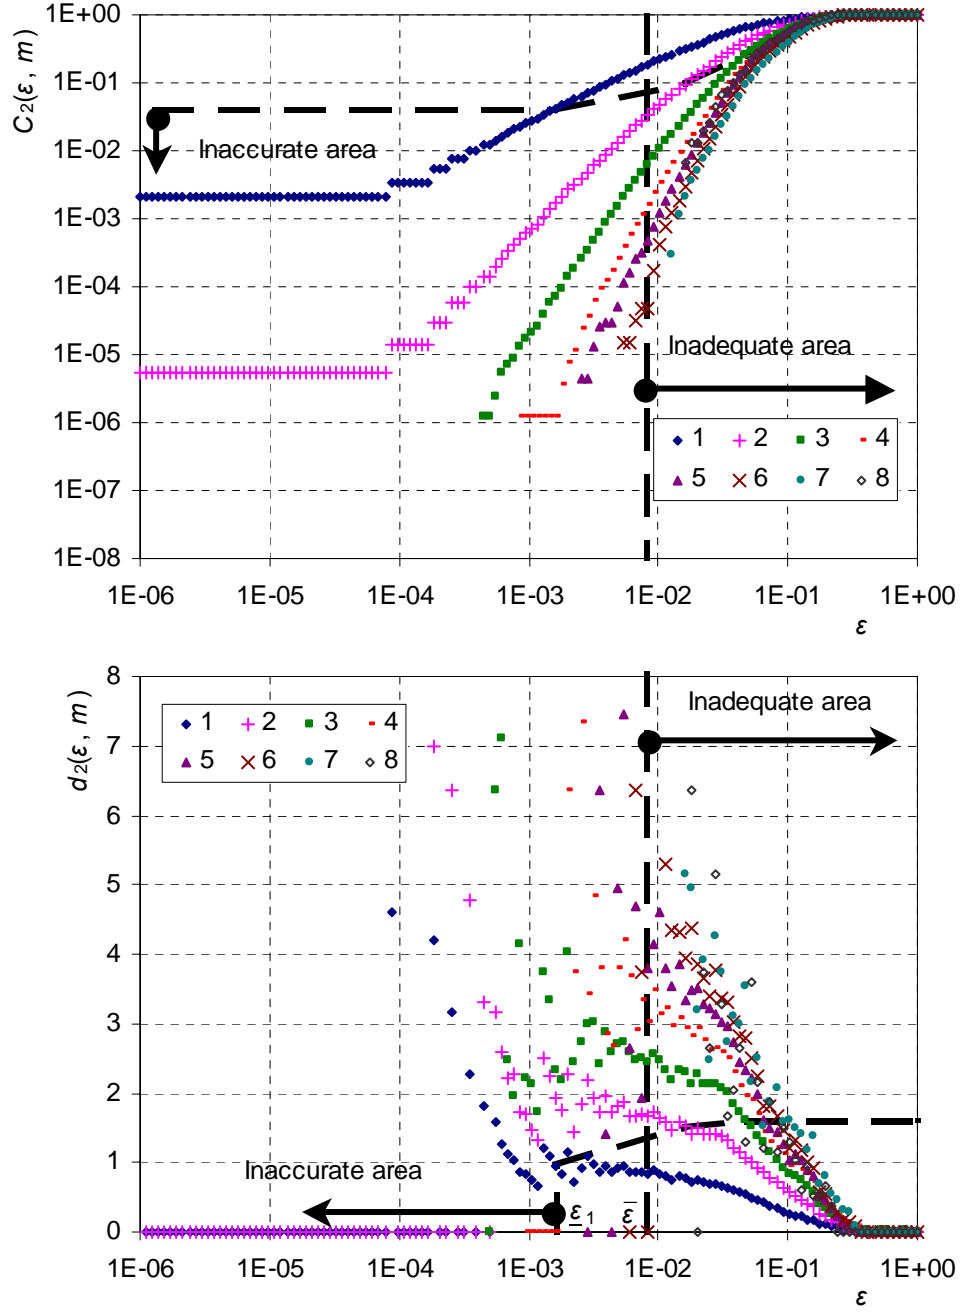 C2(ε, m)
1E+00
1E-01
1E-02
1E-03
1E-04
1E-05
1E-06
1E-07
1E-08
Inaccurate area
Inadequate area
1 2 3 4
5 6 7 8
1E-06 1E-05 1E-04 1E-03 1E-02 1E-01 1E+00
ε
d2(ε, m)
8
7
6
5
4
3
2
1
0
1 2 3 4
5 6 7 8
Inadequate area
Inaccurate area
ε1 ε̄
1E-06 1E-05 1E-04 1E-03 1E-02 1E-01 1E+00
ε